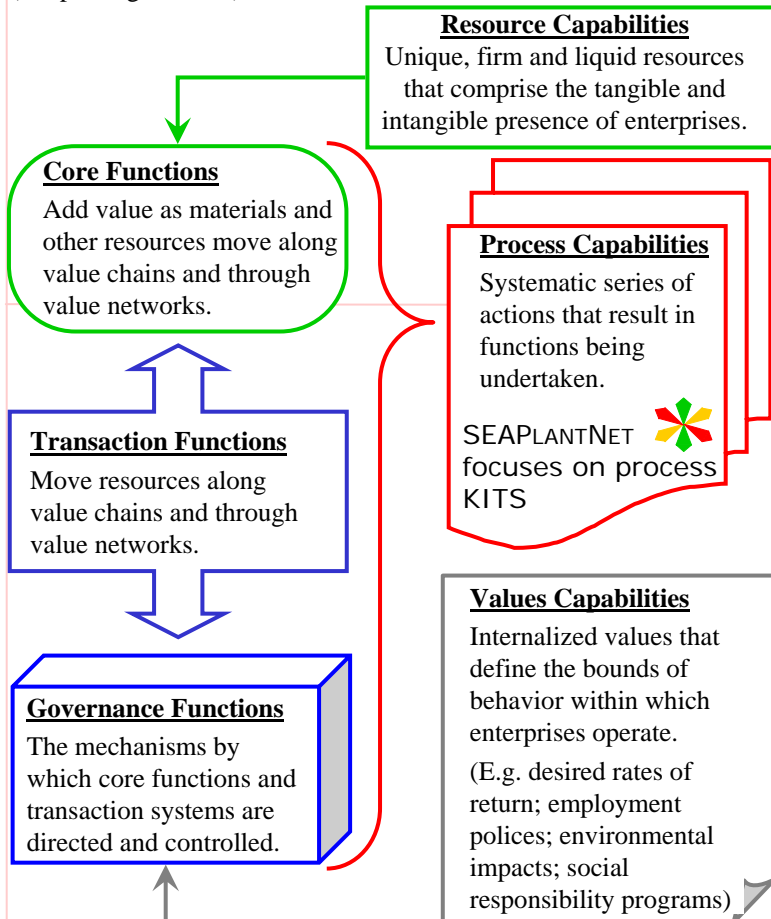 Resource Capabilities
Unique, firm and liquid resources
that comprise the tangible and
intangible presence of enterprises.
Core Functions
Add value as materials and
other resources move along
value chains and through
value networks.
Process Capabilities
Systematic series of
actions that result in
functions being
undertaken.
SEAPLANTNET
focuses on process
KITS
Transaction Functions
Move resources along
value chains and through
value networks.
Values Capabilities
Internalized values that
define the bounds of
behavior within which
enterprises operate.
(E.g. desired rates of
return; employment
polices; environmental
impacts; social
responsibility programs)
Governance Functions
The mechanisms by
which core functions and
transaction systems are
directed and controlled.